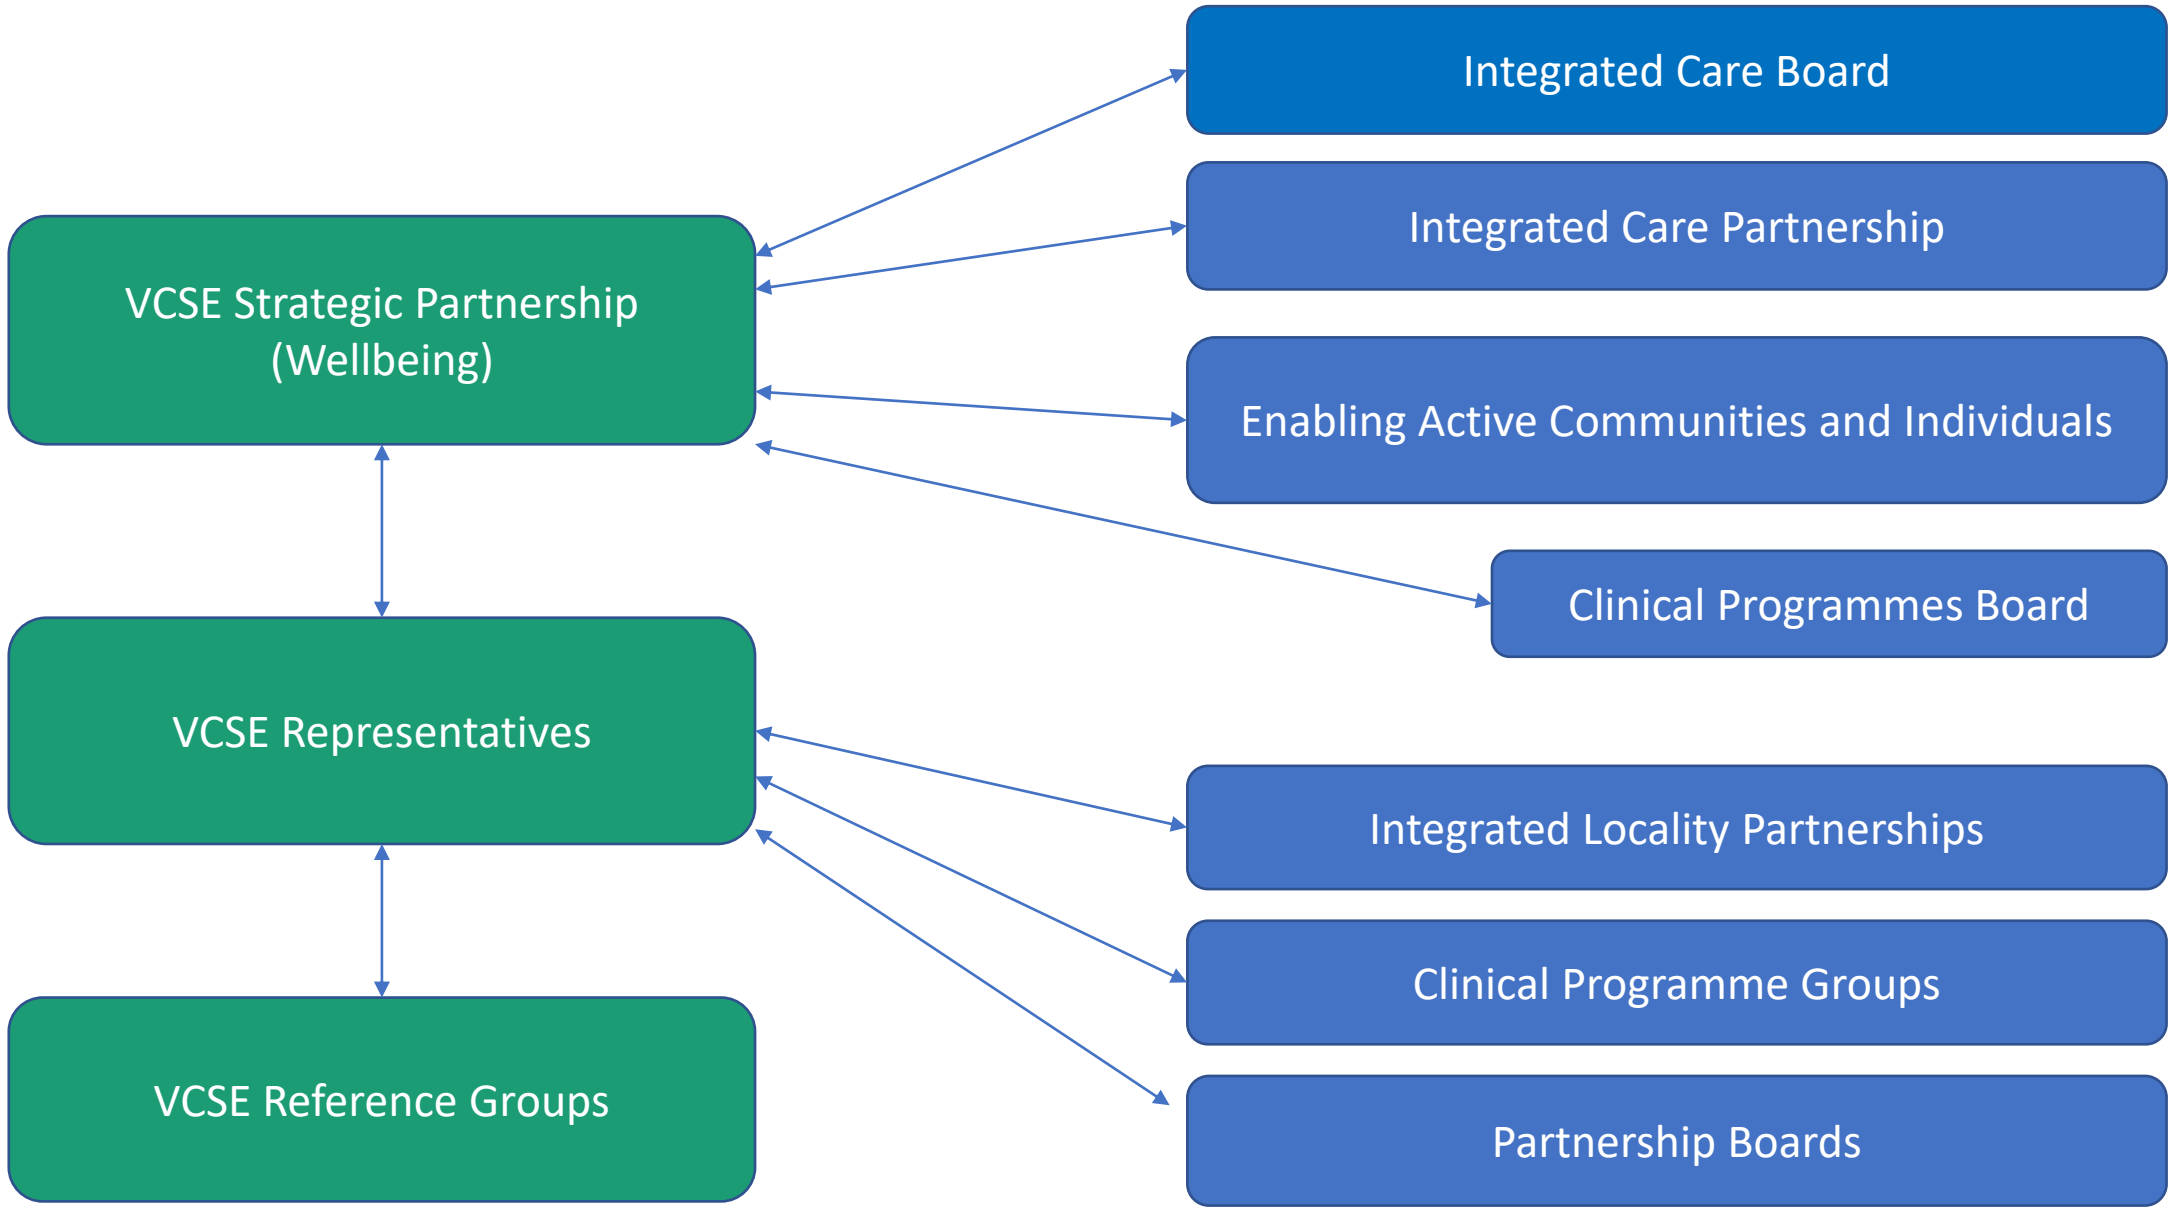 Integrated Care Board
Integrated Care Partnership
VCSE Strategic Partnership
(Wellbeing)
Enabling Active Communities and Individuals
Clinical Programmes Board
VCSE Representatives
Integrated Locality Partnerships
Clinical Programme Groups
VCSE Reference Groups
Partnership Boards